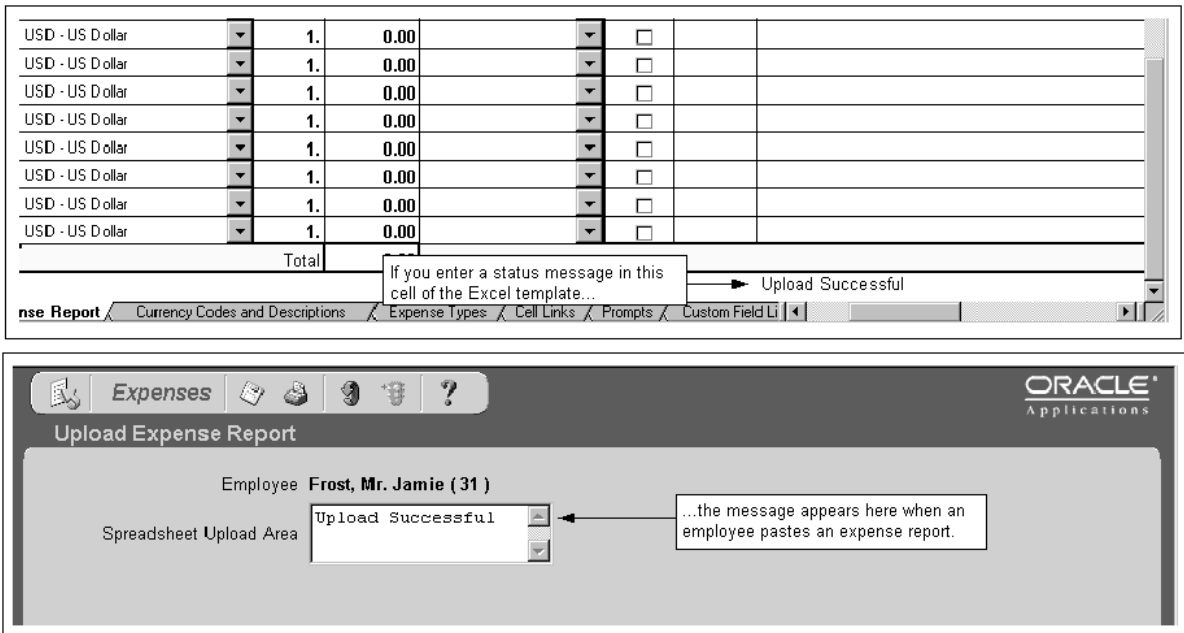 USD - US Dollar 1. 0.00
USD - US Dollar 1. 0.00
USD - US Dollar 1. 0.00
USD - US Dollar 1. 0.00
USD - US Dollar 1. 0.00
USD - US Dollar 1. 0.00
USD - US Dollar 1. 0.00
USD - US Dollar 1. 0.00
Total
If you enter a status message in this
cell of the Excel template...
Upload Successful
nse Report Currency Codes and Descriptions Expense Types Cell Links Prompts Custom Field Li
Expenses ?
ORACLE
Applications
Upload Expense Report
Employee Frost, Mr. Jamie ( 31 )
Spreadsheet Upload Area Upload Successful
...the message appears here when an
employee pastes an expense report.